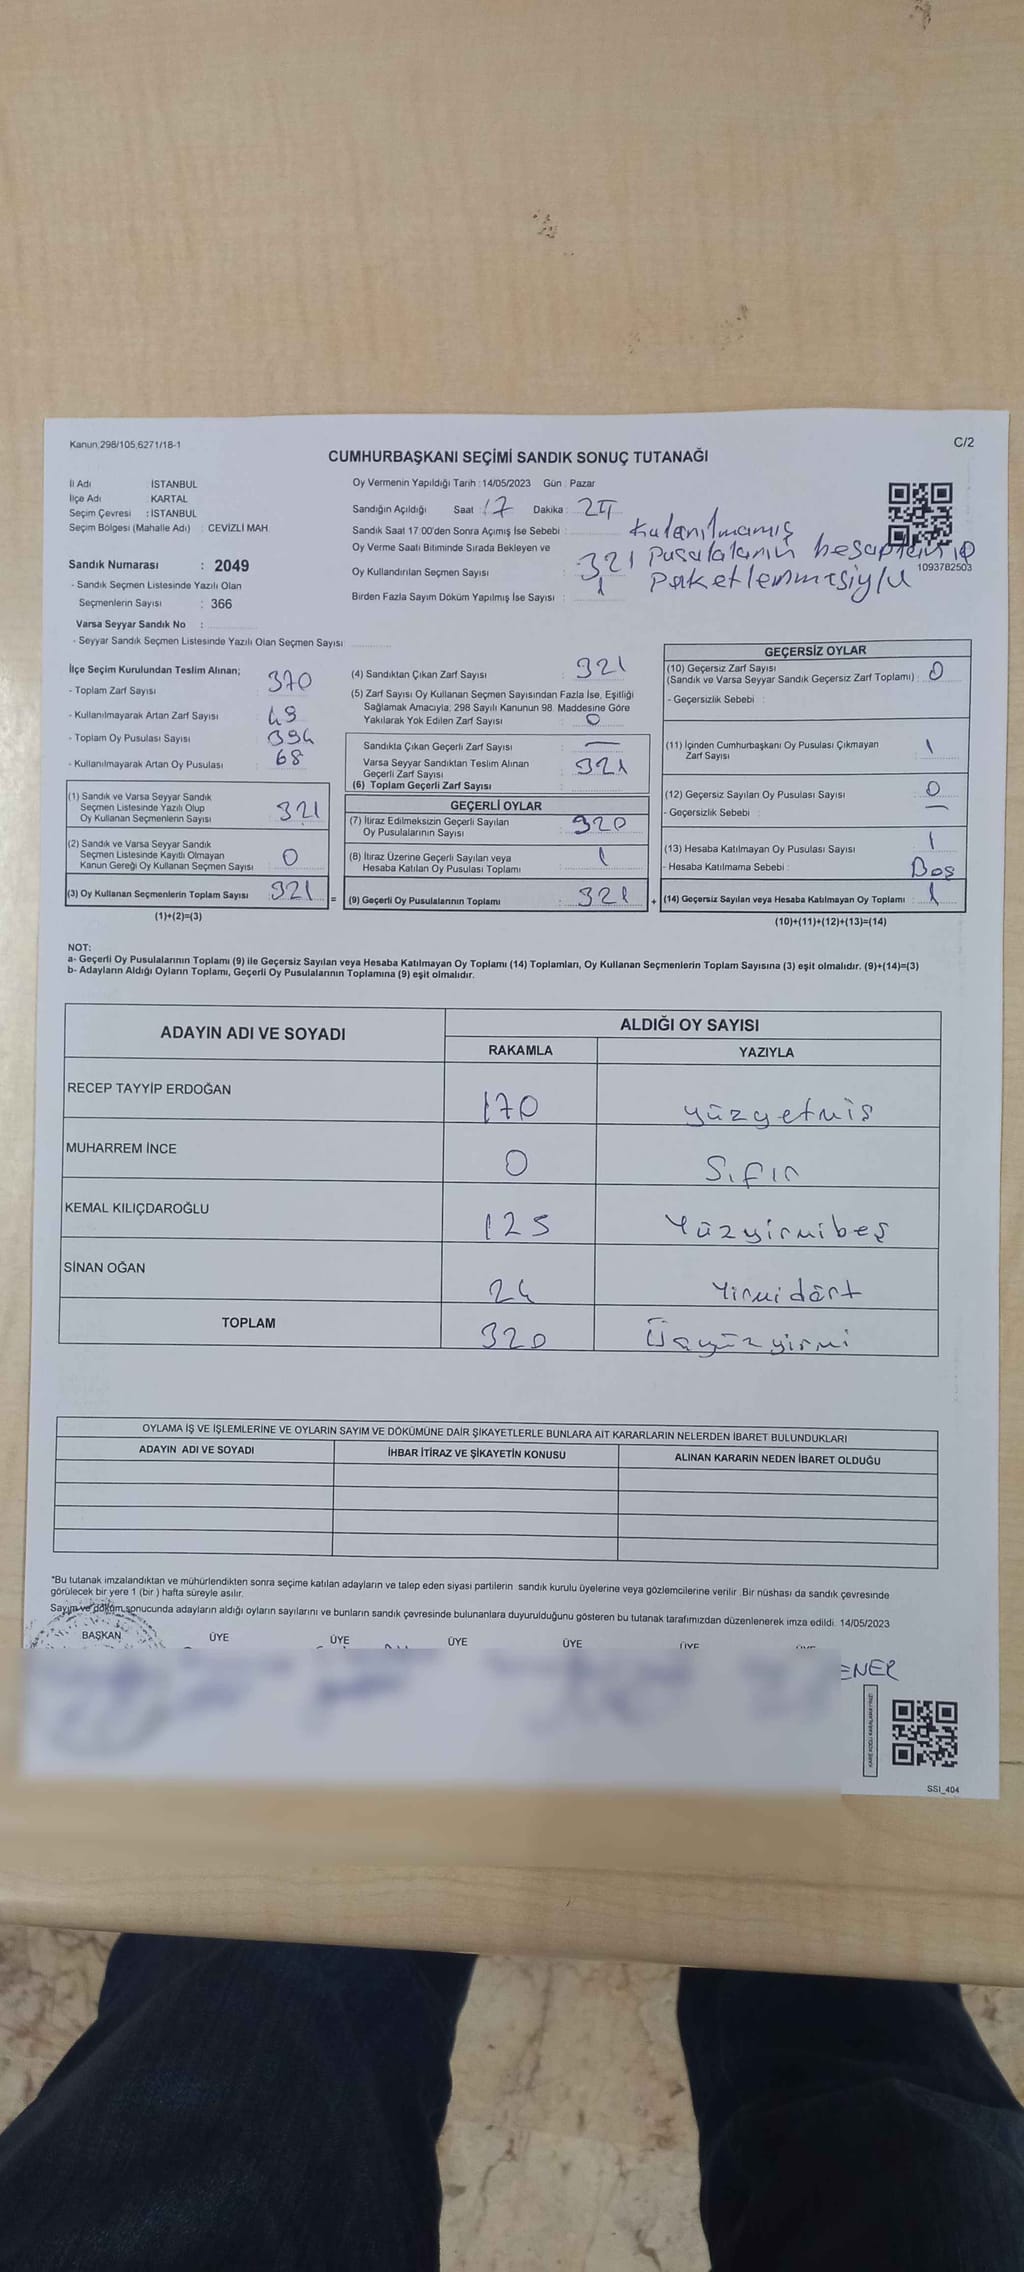 Kanun;298/105,6271/18-1
C/2
CUMHURBAŞKANI SEÇİMİ SANDIK SONUÇ TUTANAĞI
İl Adı İSTANBUL
İlçe Adı KARTAL
Seçim Çevresi : İSTANBUL
Seçim Bölgesi (Mahalle Adı) : CEVİZLİ MAH
Sandık Numarası : 2049
- Sandık Seçmen Listesinde Yazılı Olan
Seçmenlerin Sayısı : 366
Varsa Seyyar Sandık No :
- Seyyar Sandık Seçmen Listesinde Yazılı Olan Seçmen Sayısı:
Oy Vermenin Yapıldığı Tarih : 14/05/2023 Gün : Pazar
Sandığın Açıldığı Saat : 17 Dakika :
Sandık Saat 17:00'den Sonra Açımış İse Sebebi : Kulanılmamış
pusulalarının
paketlenmesiyle
Oy Verme Saati Bitiminde Sırada Bekleyen ve
Oy Kullandırılan Seçmen Sayısı : 321
Birden Fazla Sayım Döküm Yapılmış İse Sayısı : 1
1093782503
İlçe Seçim Kurulundan Teslim Alınan;
- Toplam Zarf Sayısı 370
- Kullanılmayarak Artan Zarf Sayısı 49
- Toplam Oy Pusulası Sayısı 394
- Kullanılmayarak Artan Oy Pusulası 68
(1) Sandık ve Varsa Seyyar Sandık
Seçmen Listesinde Yazılı Olup
Oy Kullanan Seçmenlerin Sayısı 321
(2) Sandık ve Varsa Seyyar Sandık
Seçmen Listesinde Kayıtlı Olmayan
Kanun Gereği Oy Kullanan Seçmen Sayısı 0
(3) Oy Kullanan Seçmenlerin Toplam Sayısı 321 =
(1)+(2)=(3)
(4) Sandıktan Çıkan Zarf Sayısı : 321
(5) Zarf Sayısı Oy Kullanan Seçmen Sayısından Fazla İse, Eşitliği
Sağlamak Amacıyla, 298 Sayılı Kanunun 98. Maddesine Göre
Yakılarak Yok Edilen Zarf Sayısı : 0
Sandıkta Çıkan Geçerli Zarf Sayısı : —
Varsa Seyyar Sandıktan Teslim Alınan
Geçerli Zarf Sayısı : 321
(6) Toplam Geçerli Zarf Sayısı
GEÇERLİ OYLAR
(7) İtiraz Edilmeksizin Geçerli Sayılan
Oy Pusulalarının Sayısı : 320
(8) İtiraz Üzerine Geçerli Sayılan veya
Hesaba Katılan Oy Pusulası Toplamı : 1
(9) Geçerli Oy Pusulalarının Toplamı : 321 +
GEÇERSİZ OYLAR
(10) Geçersiz Zarf Sayısı
(Sandık ve Varsa Seyyar Sandık Geçersiz Zarf Toplamı) : 0
- Geçersizlik Sebebi :
(11) İçinden Cumhurbaşkanı Oy Pusulası Çıkmayan
Zarf Sayısı : 1
(12) Geçersiz Sayılan Oy Pusulası Sayısı : 0
- Geçersizlik Sebebi : —
(13) Hesaba Katılmayan Oy Pusulası Sayısı : 1
- Hesaba Katılmama Sebebi : Boş
(14) Geçersiz Sayılan veya Hesaba Katılmayan Oy Toplamı : 1
(10)+(11)+(12)+(13)=(14)
NOT:
a- Geçerli Oy Pusulalarının Toplamı (9) ile Geçersiz Sayılan veya Hesaba Katılmayan Oy Toplamı (14) Toplamları, Oy Kullanan Seçmenlerin Toplam Sayısına (3) eşit olmalıdır. (9)+(14)=(3)
b- Adayların Aldığı Oyların Toplamı, Geçerli Oy Pusulalarının Toplamına (9) eşit olmalıdır.
ADAYIN ADI VE SOYADI ALDIĞI OY SAYISI
RAKAMLA YAZIYLA
RECEP TAYYİP ERDOĞAN 170 yüzyetmiş
MUHARREM İNCE 0 Sıfır
KEMAL KILIÇDAROĞLU 125 Yüzyirmibeş
SİNAN OĞAN 24 Yirmidört
TOPLAM 320 Üçyüzyirmi
OYLAMA İŞ VE İŞLEMLERİNE VE OYLARIN SAYIM VE DÖKÜMÜNE DAİR ŞİKAYETLERLE BUNLARA AİT KARARLARIN NELERDEN İBARET BULUNDUKLARI
ADAYIN ADI VE SOYADI İHBAR İTİRAZ VE ŞİKAYETİN KONUSU ALINAN KARARIN NEDEN İBARET OLDUĞU
*Bu tutanak imzalandıktan ve mühürlendikten sonra seçime katılan adayların ve talep eden siyasi partilerin sandık kurulu üyelerine veya gözlemcilerine verilir. Bir nüshası da sandık çevresinde
görülecek bir yere 1 (bir) hafta süreyle asılır.
Sayım ve döküm sonucunda adayların aldığı oyların sayılarını ve bunların sandık çevresinde bulunanlara duyurulduğunu gösteren bu tutanak tarafımızdan düzenlenerek imza edildi. 14/05/2023
BAŞKAN ÜYE ÜYE ÜYE ÜYE ÜYE
ENER
SSI_404